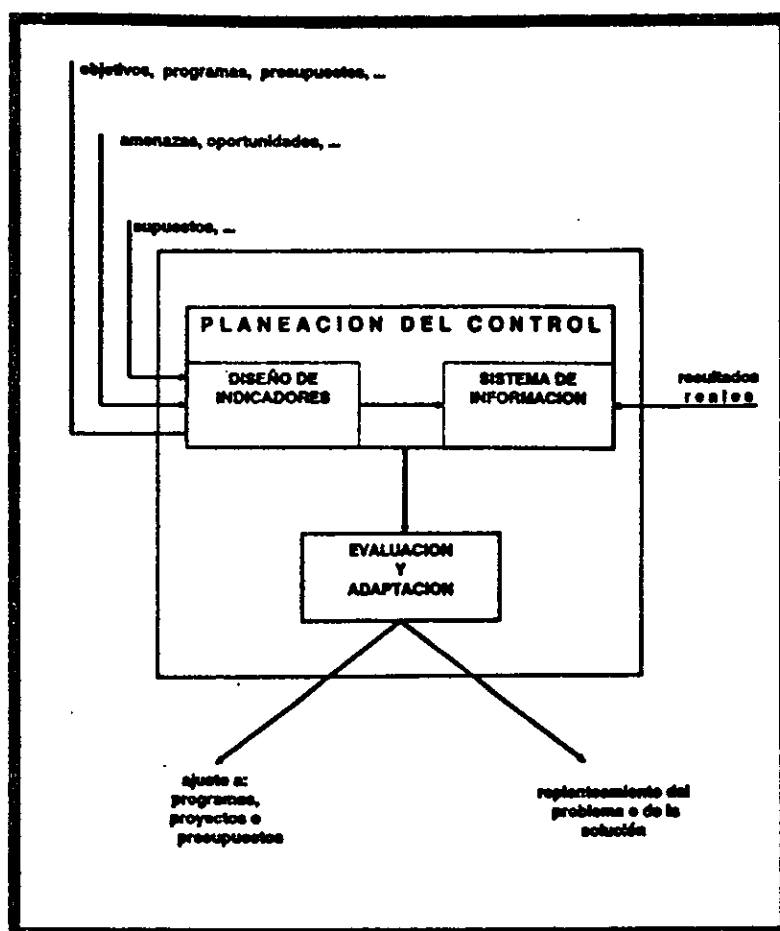 objetivos, programas, presupuestos, ...
amenazas, oportunidades, ...
supuestos, ...
PLANEACION DEL CONTROL
DISEÑO DE
INDICADORES
SISTEMA DE
INFORMACION
resultados
reales
EVALUACION
Y
ADAPTACION
ajuste a:
programas,
proyectos o
presupuestos
replanteamiento del
problema o de la
solución